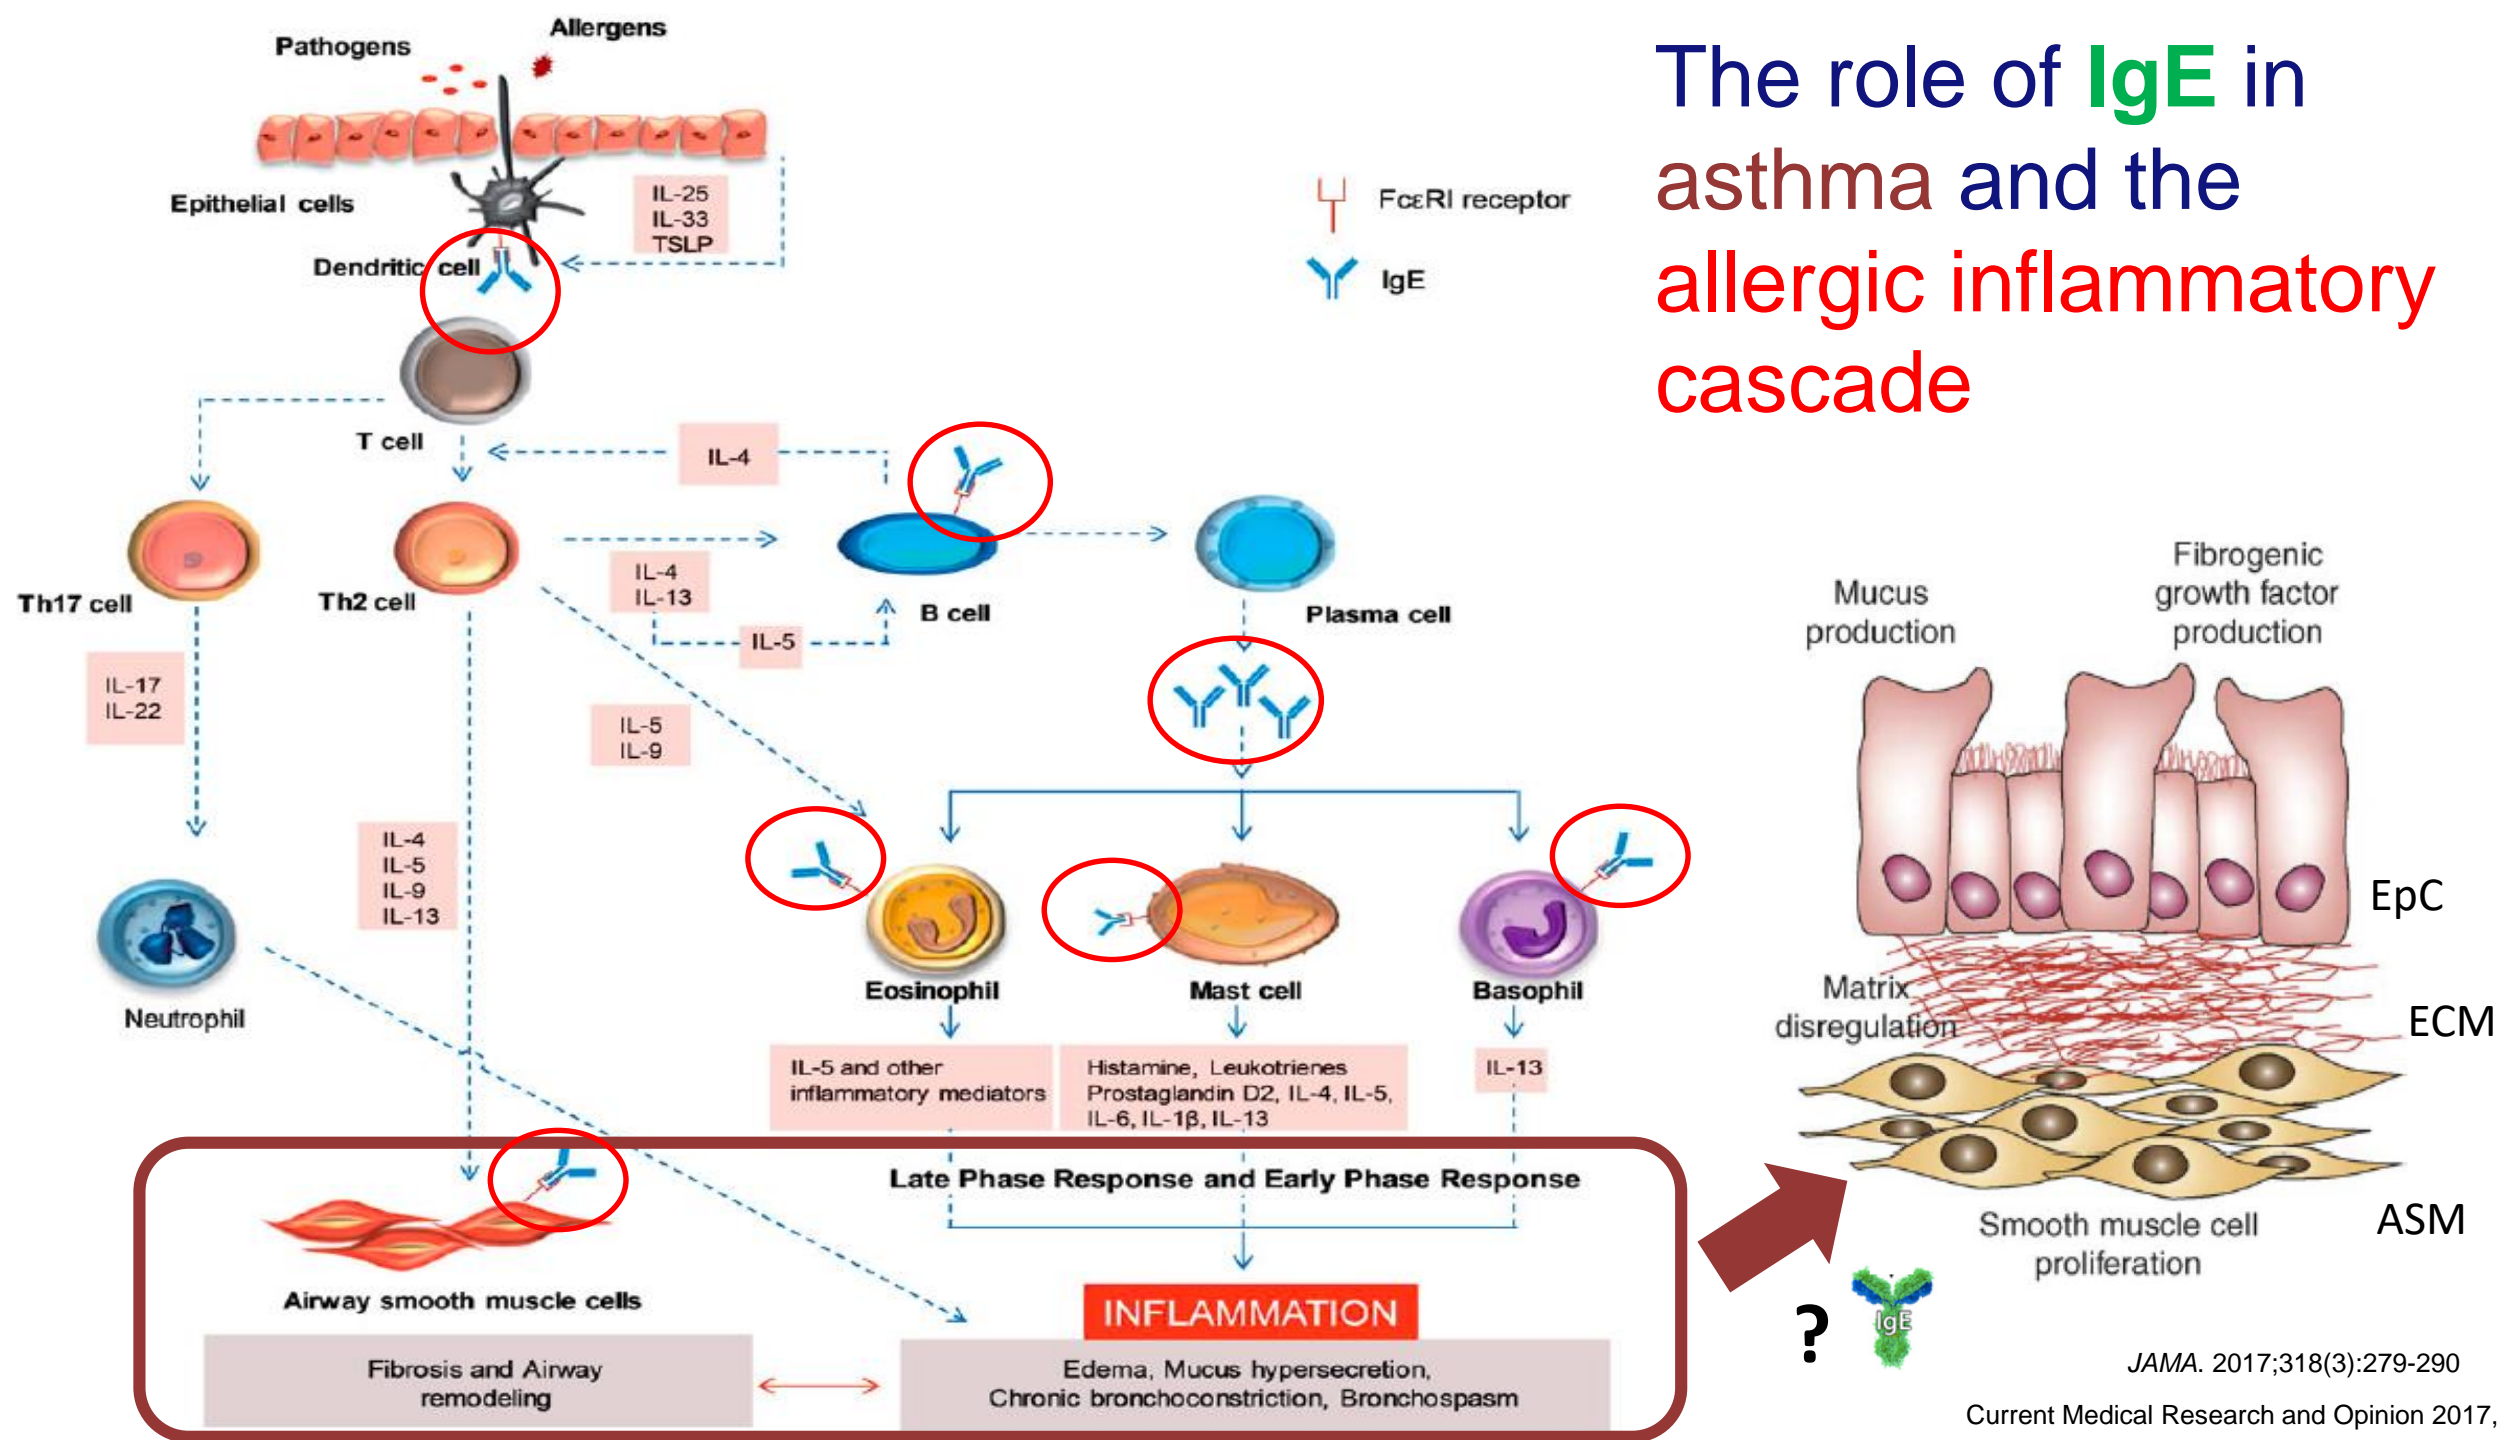 The role of IgE in
asthma and the
allergic inflammatory
cascade
Pathogens
Allergens
Epithelial cells
IL-25
IL-33
TSLP
Dendritic cell
FcεRI receptor
IgE
T cell
IL-4
Th17 cell
Th2 cell
IL-4
IL-13
IL-5
B cell
Plasma cell
IL-17
IL-22
IL-5
IL-9
IL-4
IL-5
IL-9
IL-13
Neutrophil
Eosinophil
Mast cell
Basophil
IL-5 and other
inflammatory mediators
Histamine, Leukotrienes
Prostaglandin D2, IL-4, IL-5,
IL-6, IL-1β, IL-13
IL-13
Late Phase Response and Early Phase Response
Airway smooth muscle cells
INFLAMMATION
Fibrosis and Airway
remodeling
Edema, Mucus hypersecretion,
Chronic bronchoconstriction, Bronchospasm
Mucus
production
Fibrogenic
growth factor
production
EpC
Matrix
disregulation
ECM
ASM
Smooth muscle cell
proliferation
?
IgE
JAMA. 2017;318(3):279-290
Current Medical Research and Opinion 2017,